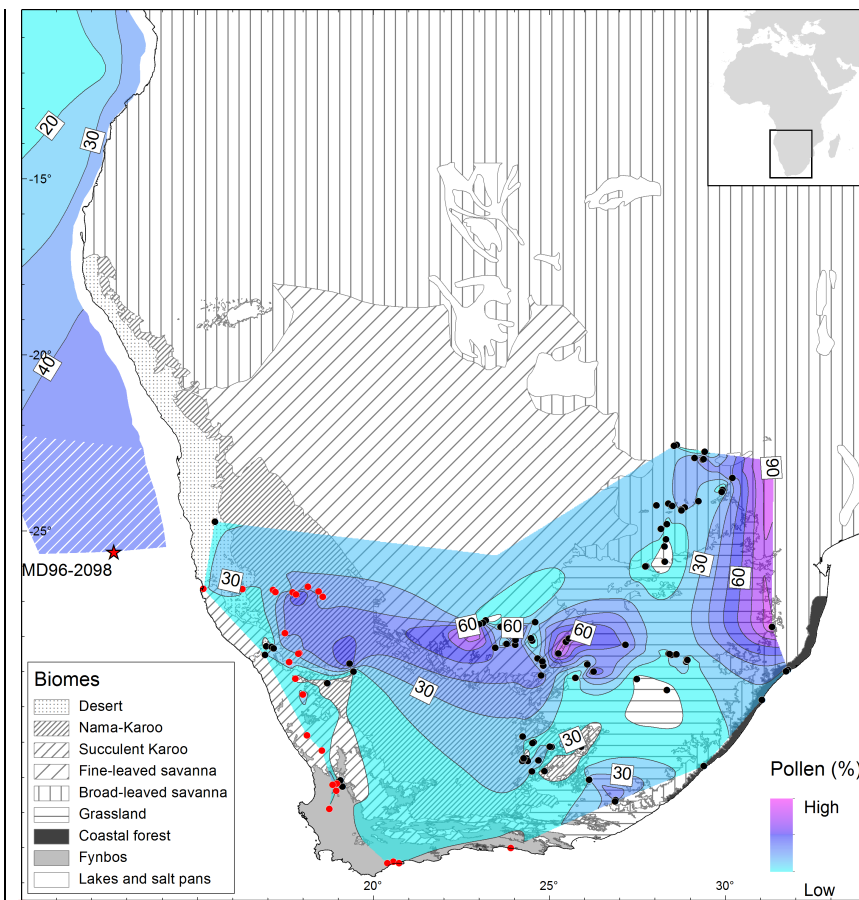 20
30
-15°
-20°
40
90
-25°
30
MD96-2098
30
60
60
60
60
30
30
30
Biomes
Desert
Nama-Karoo
Succulent Karoo
Fine-leaved savanna
Broad-leaved savanna
Grassland
Coastal forest
Fynbos
Lakes and salt pans
Pollen (%)
High
Low
20°
25°
30°